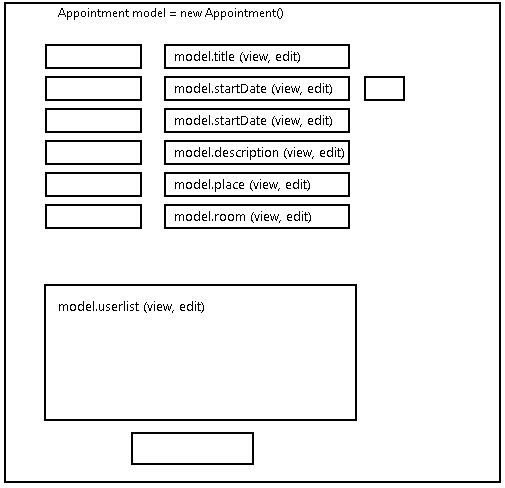 Appointment model = new Appointment()
model.title (view, edit)
model.startDate (view, edit)
model.startDate (view, edit)
model.description (view, edit)
model.place (view, edit)
model.room (view, edit)
model.userlist (view, edit)